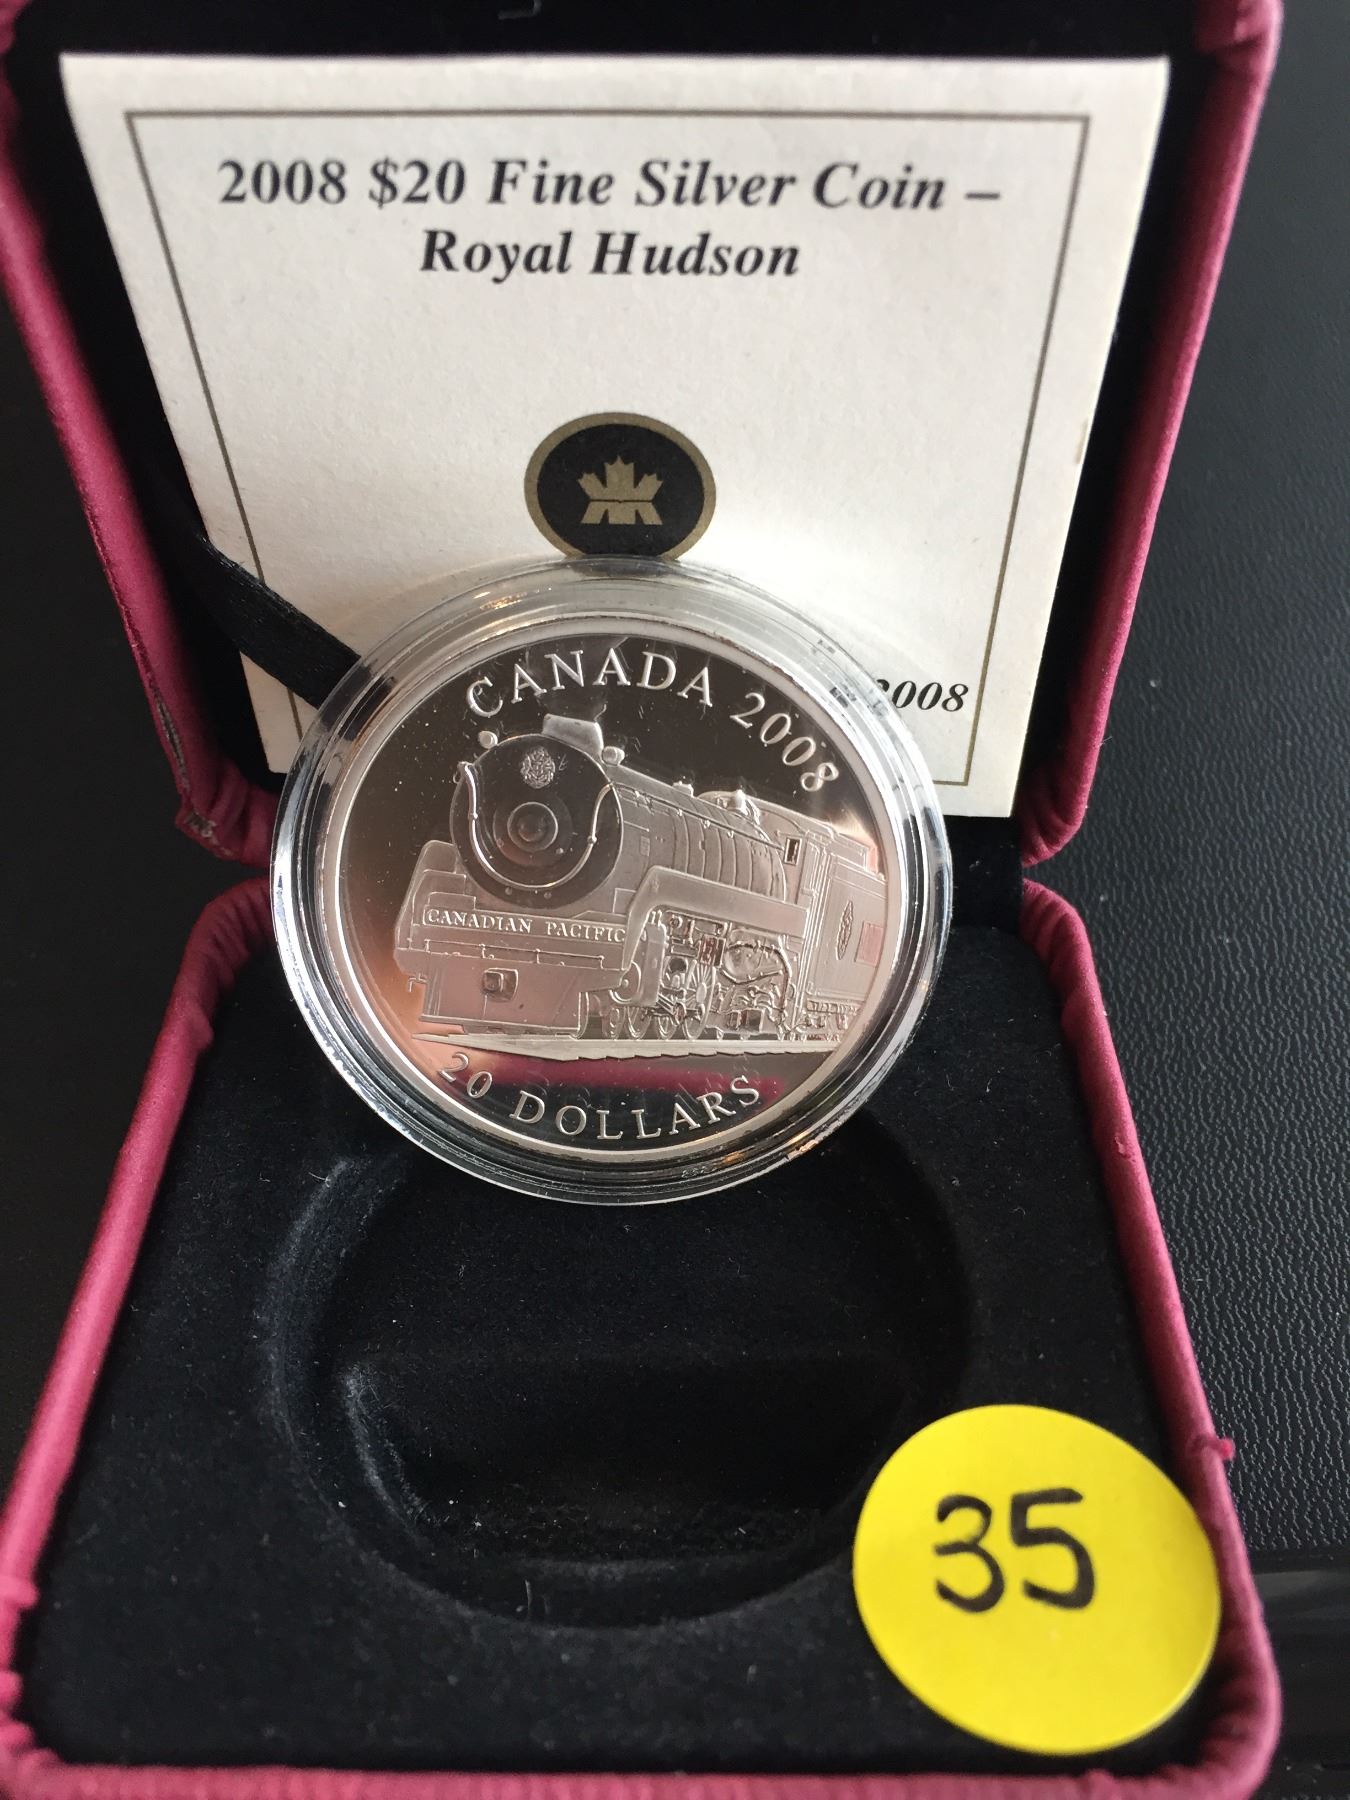 2008 $20 Fine Silver Coin –
Royal Hudson
2008
CANADA 2008
CANADIAN PACIFIC
20 DOLLARS
35